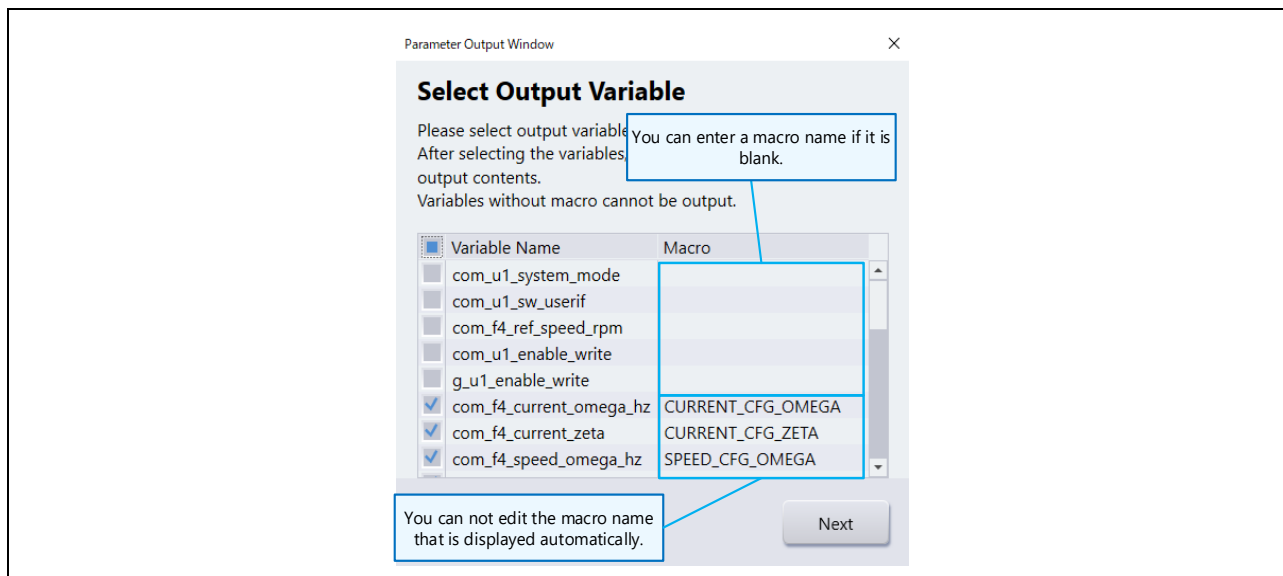 Parameter Output Window
Select Output Variable
Please select output variable
After selecting the variables,
output contents.
Variables without macro cannot be output.
You can enter a macro name if it is
blank.
Variable Name Macro
com_u1_system_mode
com_u1_sw_userif
com_f4_ref_speed_rpm
com_u1_enable_write
g_u1_enable_write
com_f4_current_omega_hz CURRENT_CFG_OMEGA
com_f4_current_zeta CURRENT_CFG_ZETA
com_f4_speed_omega_hz SPEED_CFG_OMEGA
You can not edit the macro name
that is displayed automatically.
Next